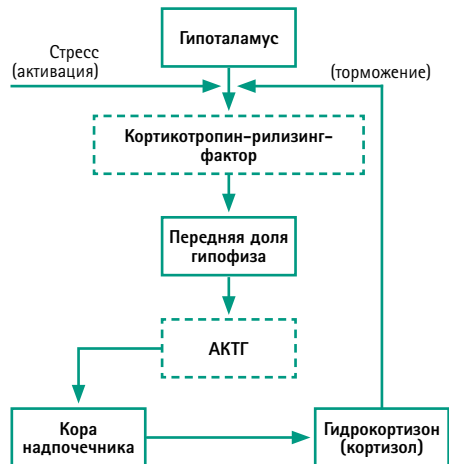 Гипоталамус
Стресс
(активация)
(торможение)
Кортикотропин-рилизинг-
фактор
Передняя доля
гипофиза
АКТГ
Кора
надпочечника
Гидрокортизон
(кортизол)